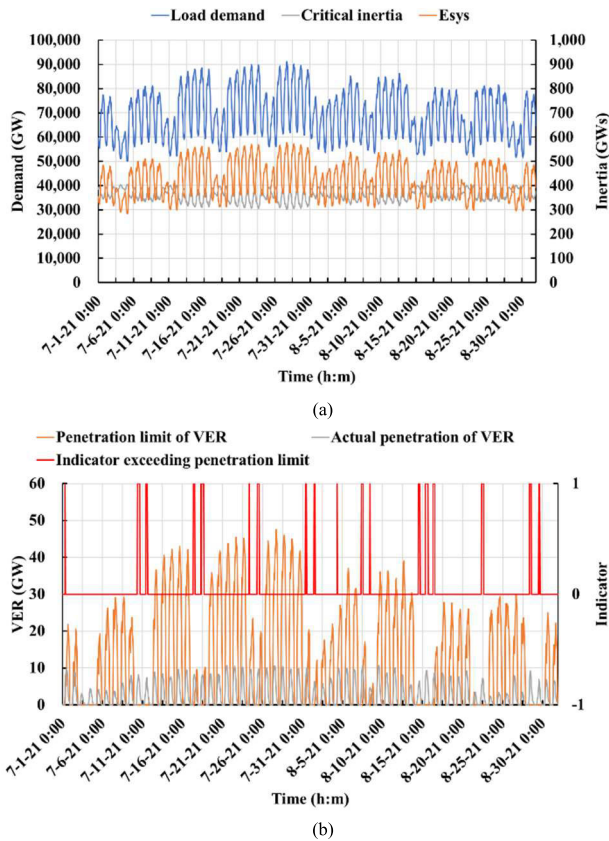 Load demand Critical inertia Esys
100,000 1,000
90,000 900
80,000 800
70,000 700
60,000 600
50,000 500
40,000 400
30,000 300
20,000 200
10,000 100
0 0
Demand (GW)
Inertia (GWs)
7-1-21 0:00 7-6-21 0:00 7-11-21 0:00 7-16-21 0:00 7-21-21 0:00 7-26-21 0:00 7-31-21 0:00 8-5-21 0:00 8-10-21 0:00 8-15-21 0:00 8-20-21 0:00 8-25-21 0:00 8-30-21 0:00
Time (h:m)
(a)
Penetration limit of VER Actual penetration of VER
Indicator exceeding penetration limit
60 1
50
40
30 0
20
10
0 -1
VER (GW)
Indicator
7-1-21 0:00 7-6-21 0:00 7-11-21 0:00 7-16-21 0:00 7-21-21 0:00 7-26-21 0:00 7-31-21 0:00 8-5-21 0:00 8-10-21 0:00 8-15-21 0:00 8-20-21 0:00 8-25-21 0:00 8-30-21 0:00
Time (h:m)
(b)